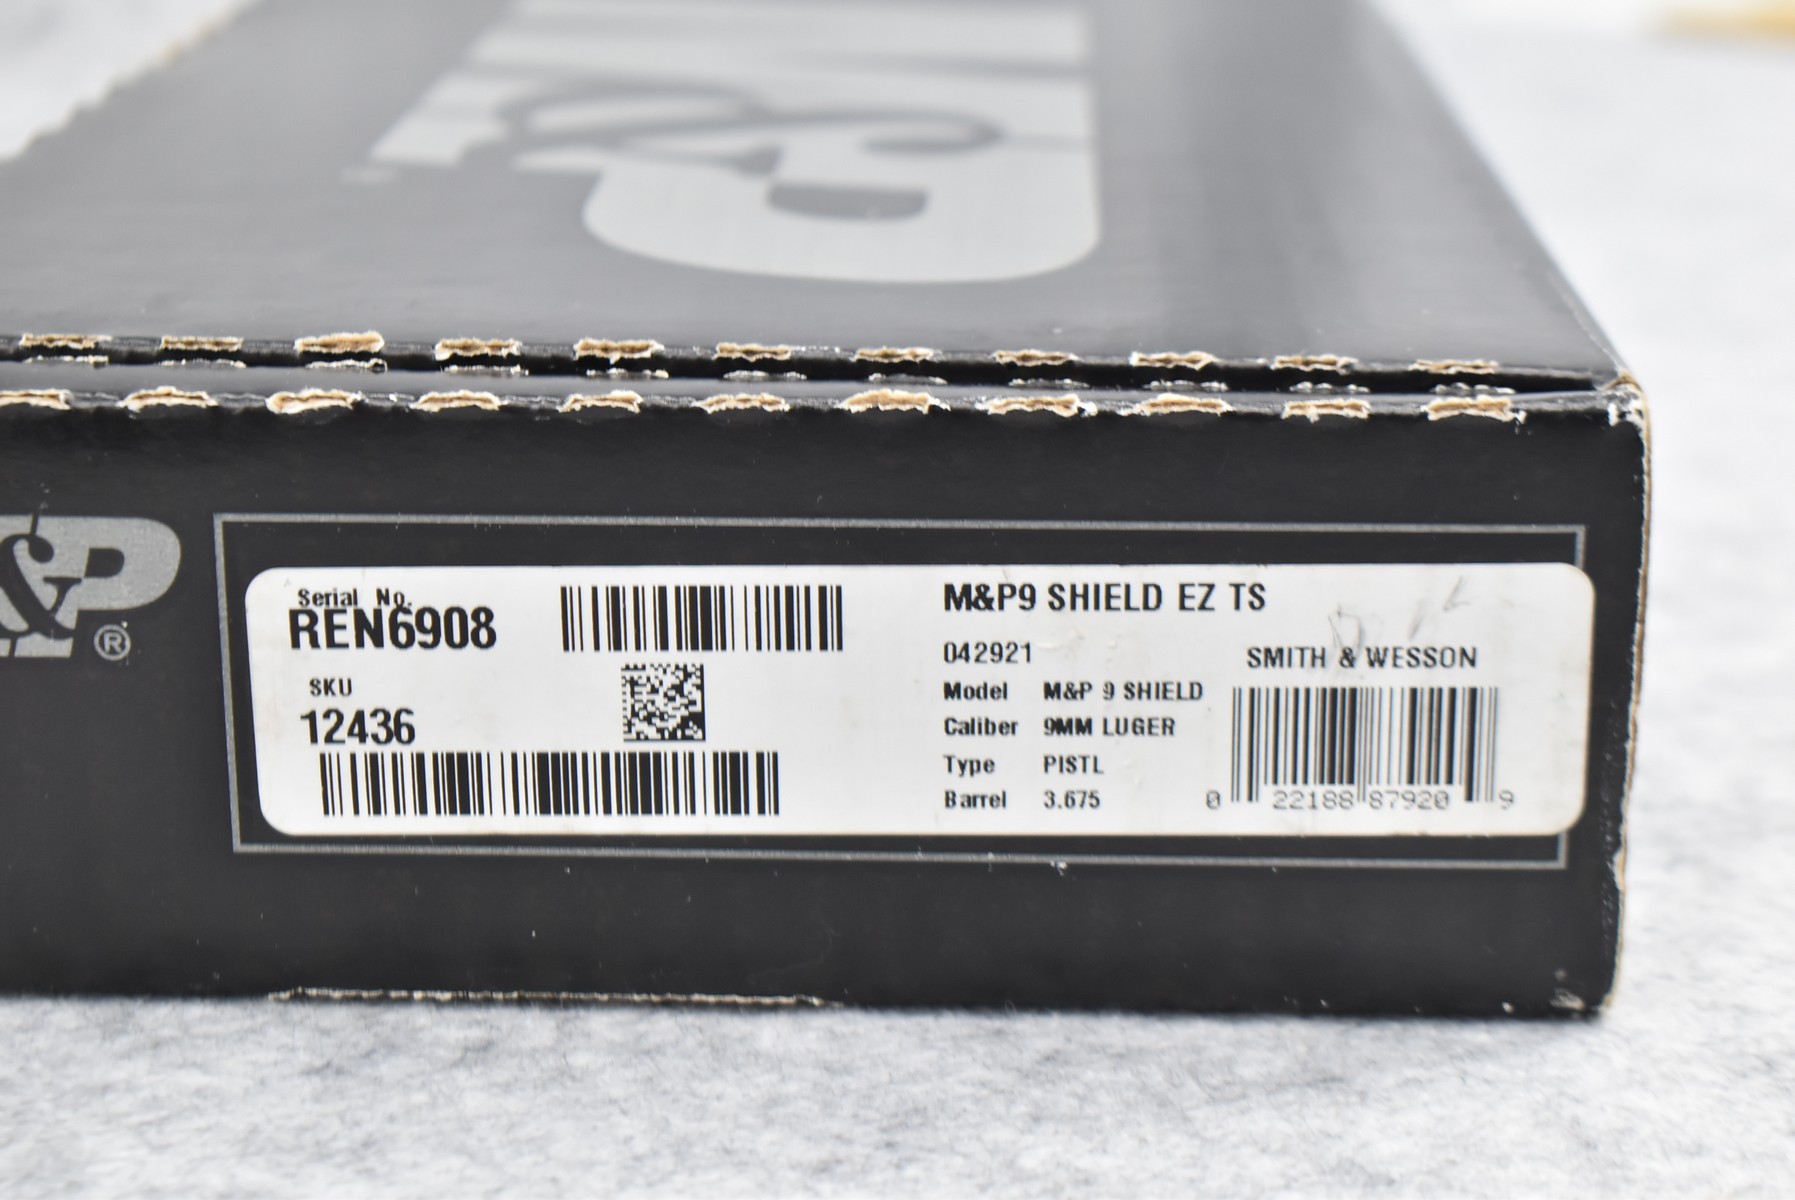 M&P
&P®
Serial No.
REN6908
SKU
12436
M&P9 SHIELD EZ TS
042921
Model M&P 9 SHIELD
Caliber 9MM LUGER
Type PISTL
Barrel 3.675
SMITH & WESSON
0 22188 87920 9